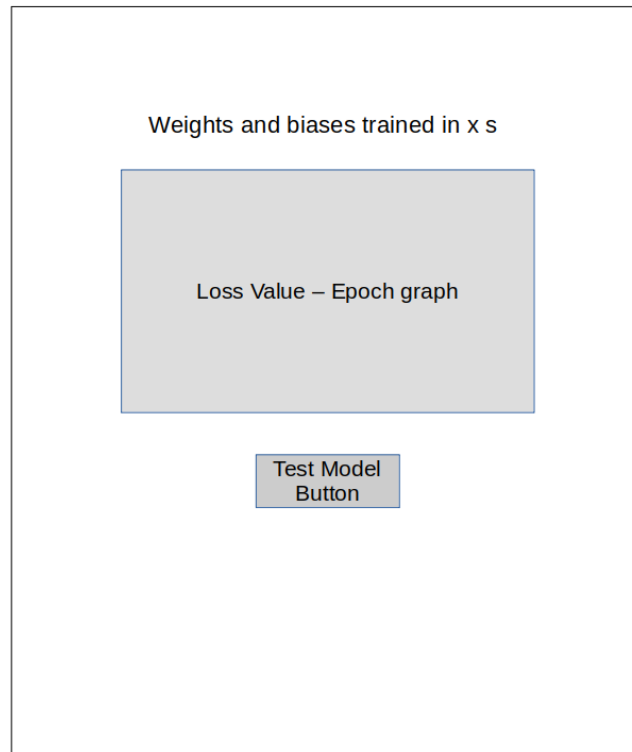 Weights and biases trained in x s
Loss Value – Epoch graph
Test Model
Button